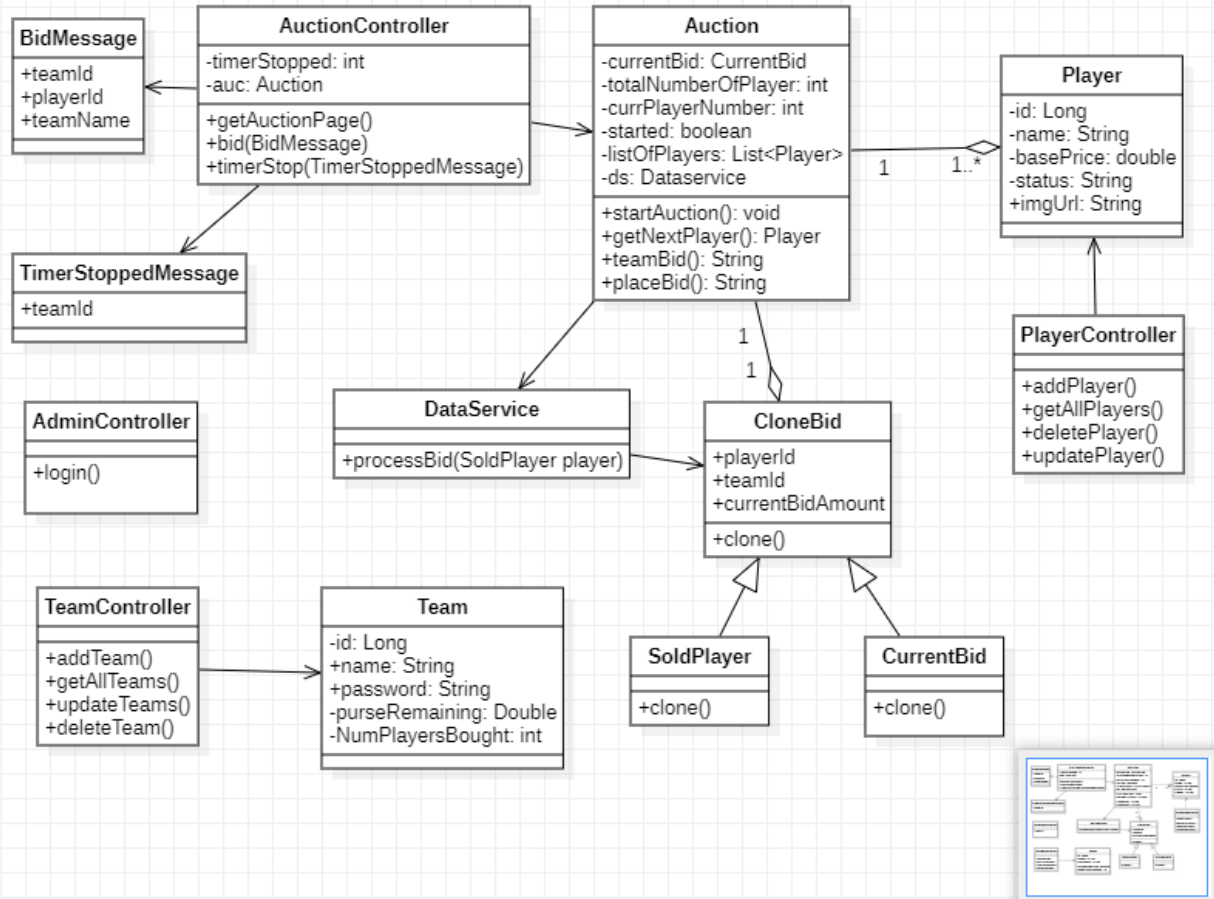 BidMessage
+teamId
+playerId
+teamName
AuctionController
-timerStopped: int
-auc: Auction
+getAuctionPage()
+bid(BidMessage)
+timerStop(TimerStoppedMessage)
Auction
-currentBid: CurrentBid
-totalNumberOfPlayer: int
-currPlayerNumber: int
-started: boolean
-listOfPlayers: List<Player>
-ds: Dataservice
+startAuction(): void
+getNextPlayer(): Player
+teamBid(): String
+placeBid(): String
1
1..*
Player
-id: Long
-name: String
-basePrice: double
-status: String
+imgUrl: String
TimerStoppedMessage
+teamId
1
1
PlayerController
+addPlayer()
+getAllPlayers()
+deletePlayer()
+updatePlayer()
AdminController
+login()
DataService
+processBid(SoldPlayer player)
CloneBid
+playerId
+teamId
+currentBidAmount
+clone()
TeamController
+addTeam()
+getAllTeams()
+updateTeams()
+deleteTeam()
Team
-id: Long
+name: String
+password: String
-purseRemaining: Double
-NumPlayersBought: int
SoldPlayer
+clone()
CurrentBid
+clone()